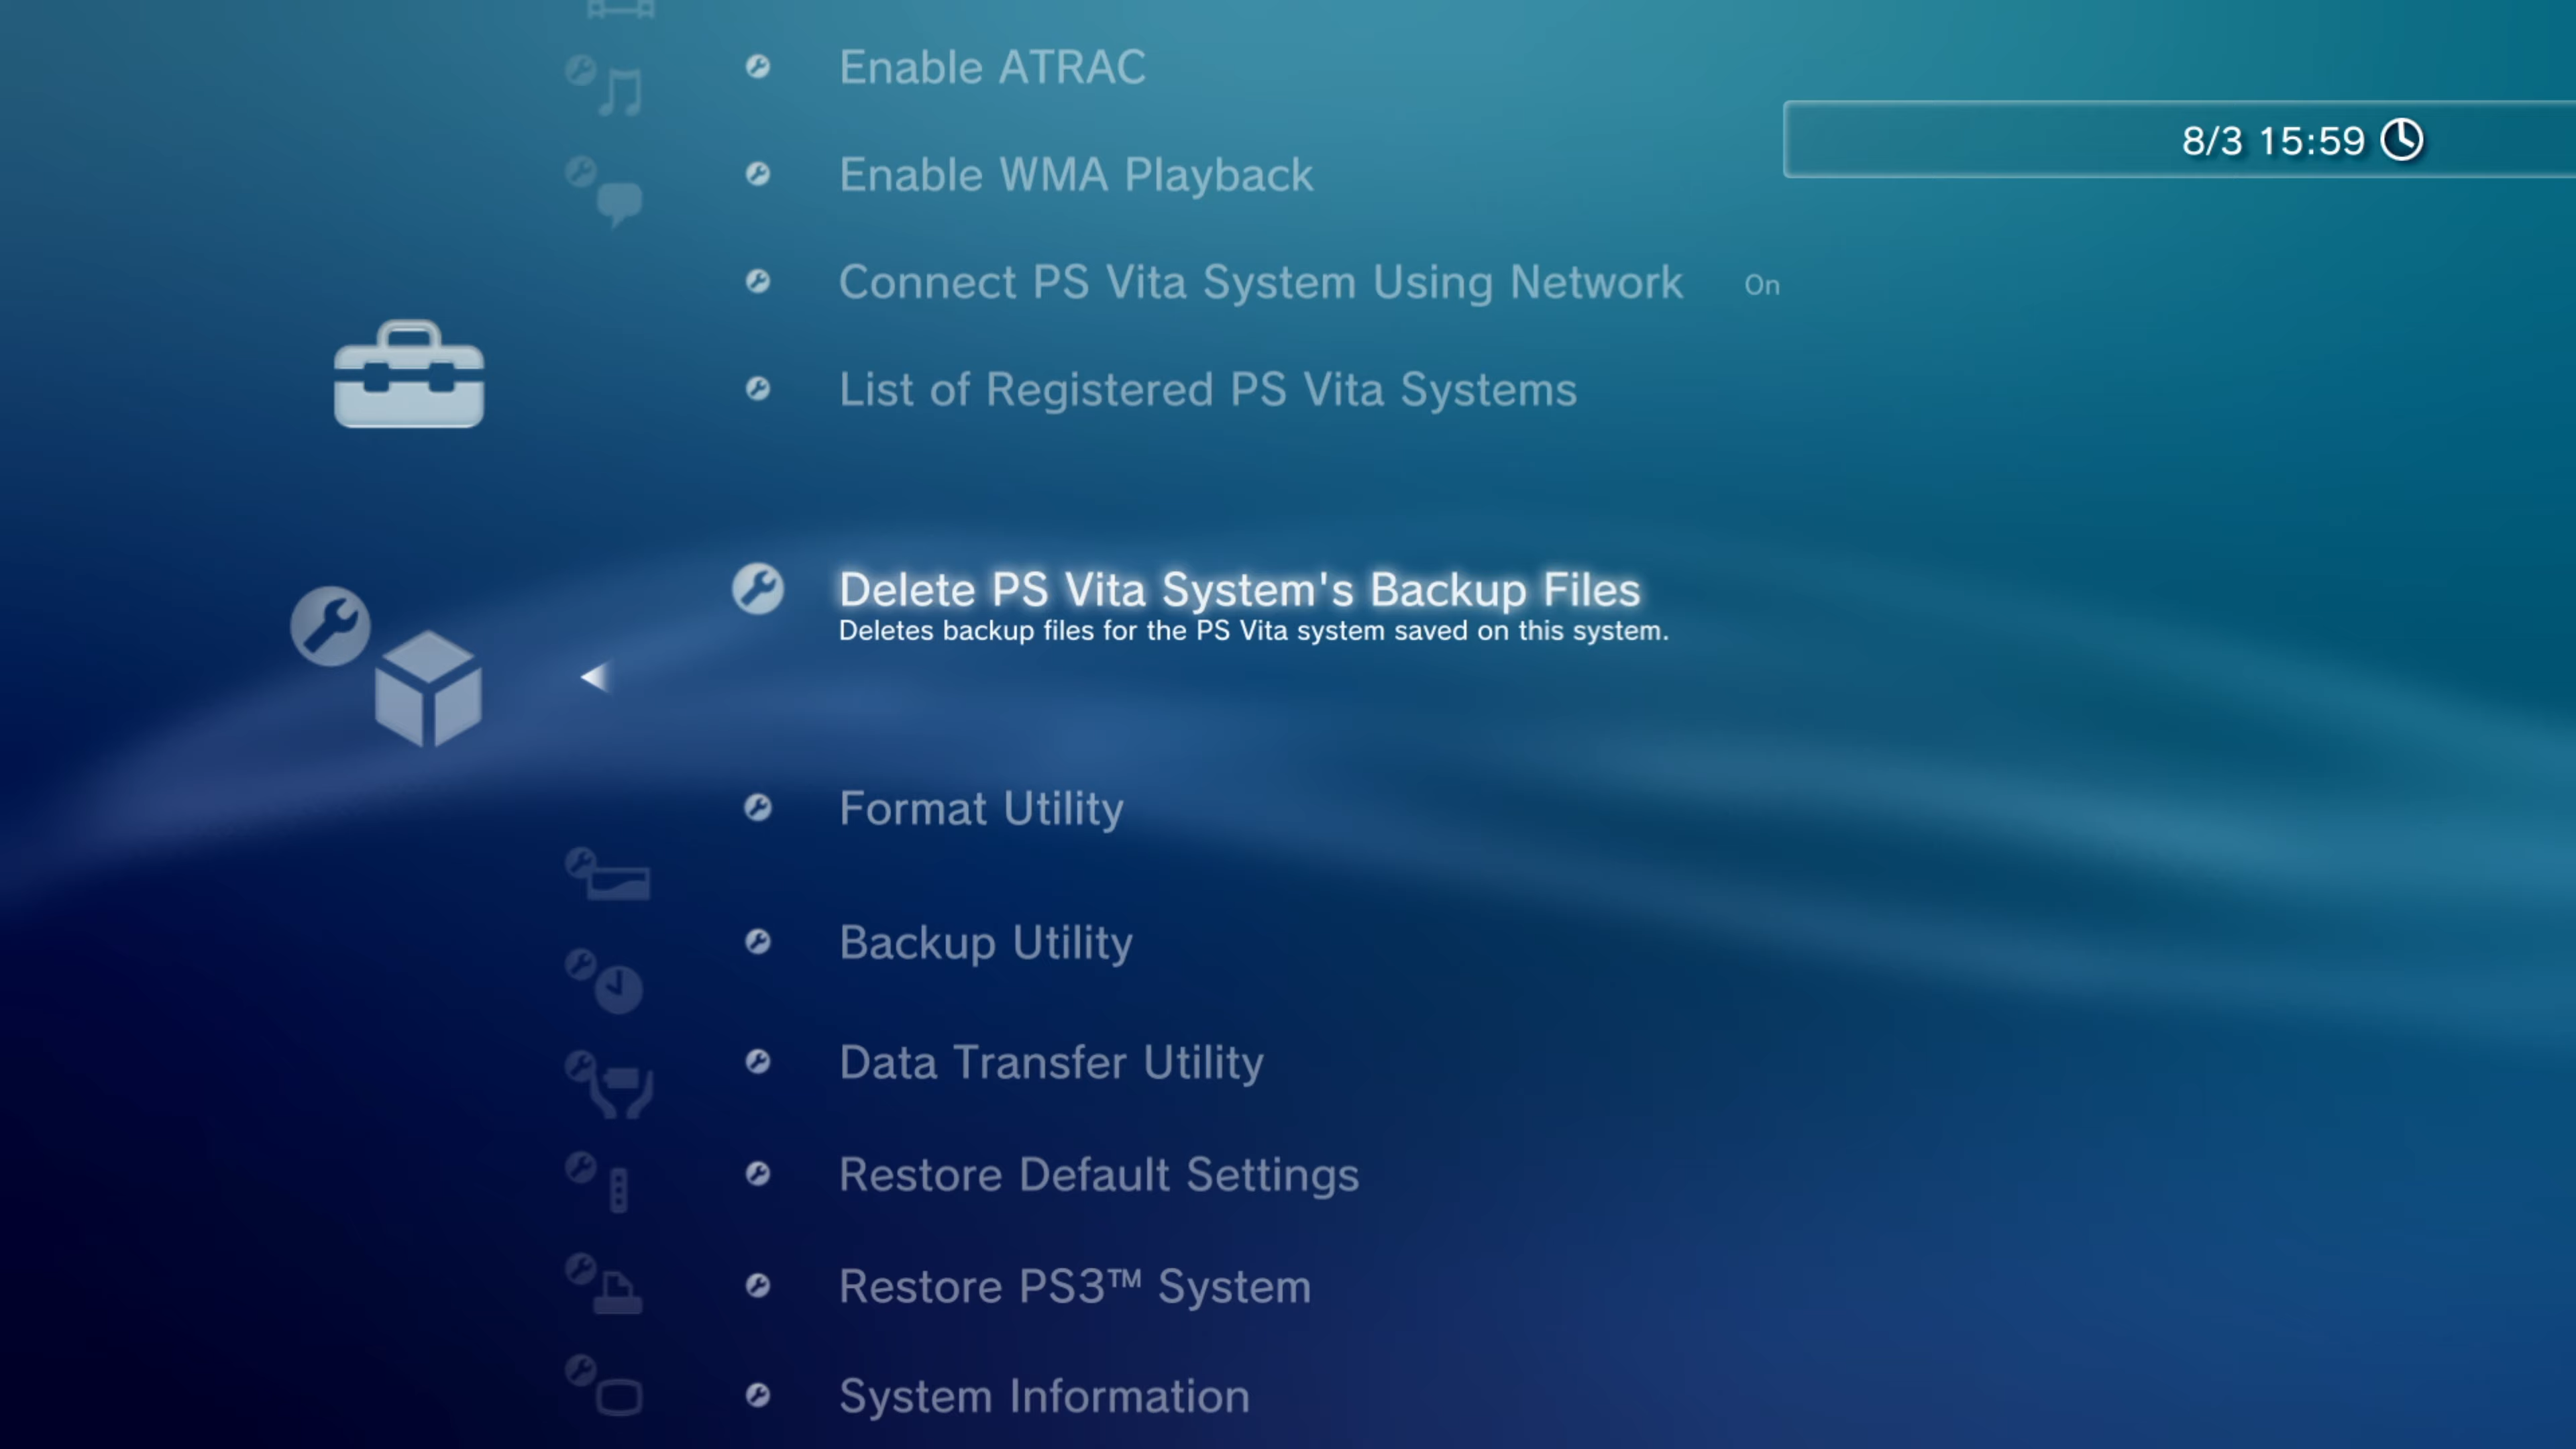 Enable ATRAC
8/3 15:59
Enable WMA Playback
Connect PS Vita System Using Network On
List of Registered PS Vita Systems
Delete PS Vita System's Backup Files
Deletes backup files for the PS Vita system saved on this system.
Format Utility
Backup Utility
Data Transfer Utility
Restore Default Settings
Restore PS3™ System
System Information